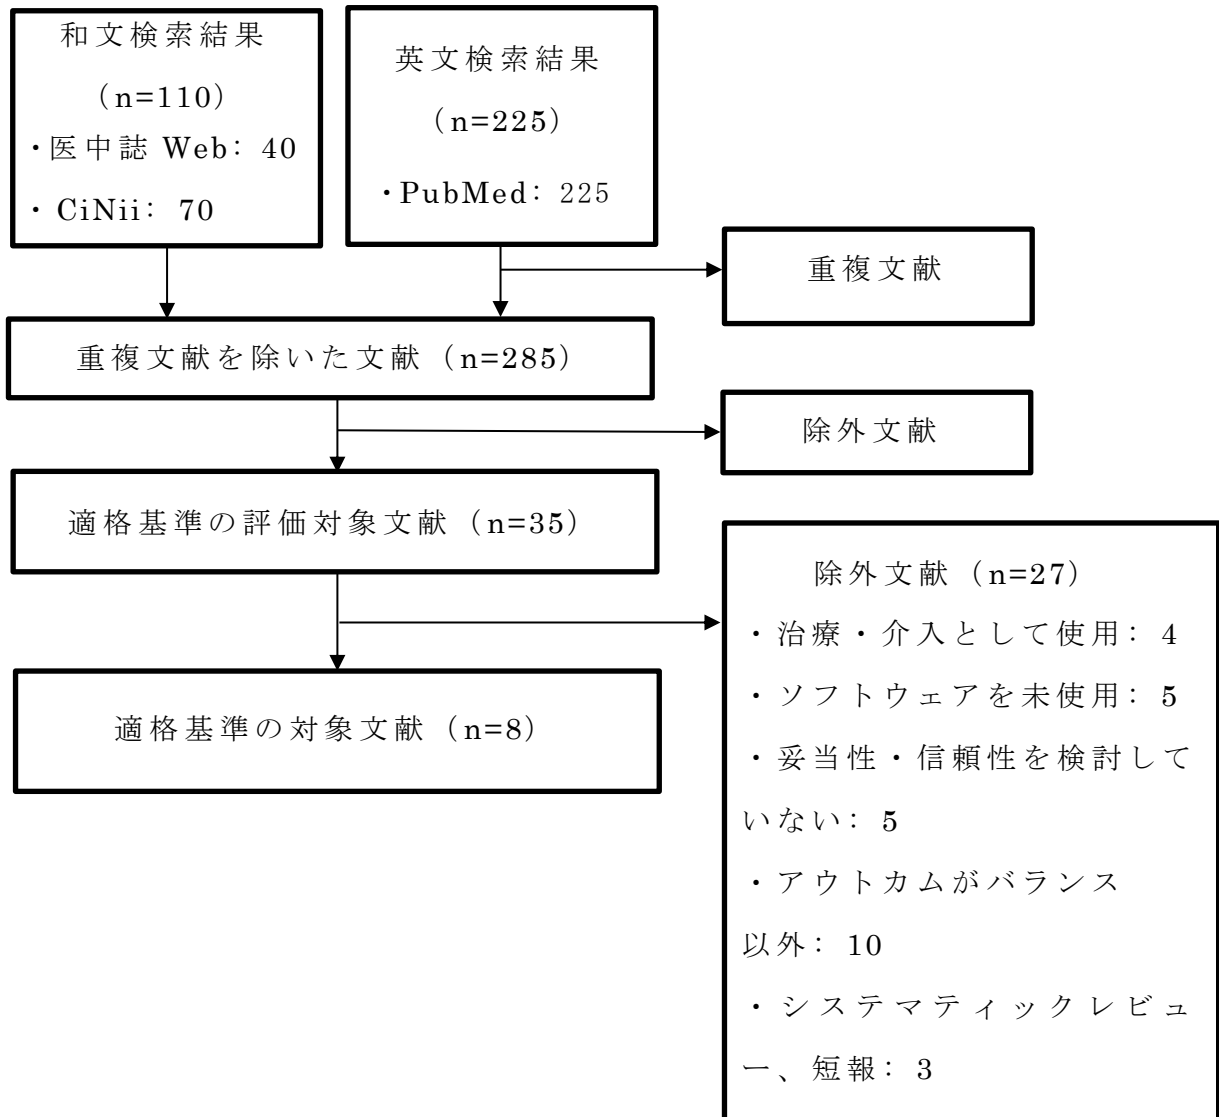 和文検索結果
(n=110)
・医中誌 Web: 40
・ CiNii: 70
英文検索結果
(n=225)
・PubMed: 225
重複文献
重複文献を除いた文献 (n=285)
除外文献
適格基準の評価対象文献 (n=35)
除外文献 (n=27)
・治療・介入として使用: 4
・ソフトウェアを未使用: 5
・妥当性・信頼性を検討して
いない: 5
・アウトカムがバランス
以外: 10
・システマティックレビュ
ー、短報: 3
適格基準の対象文献 (n=8)